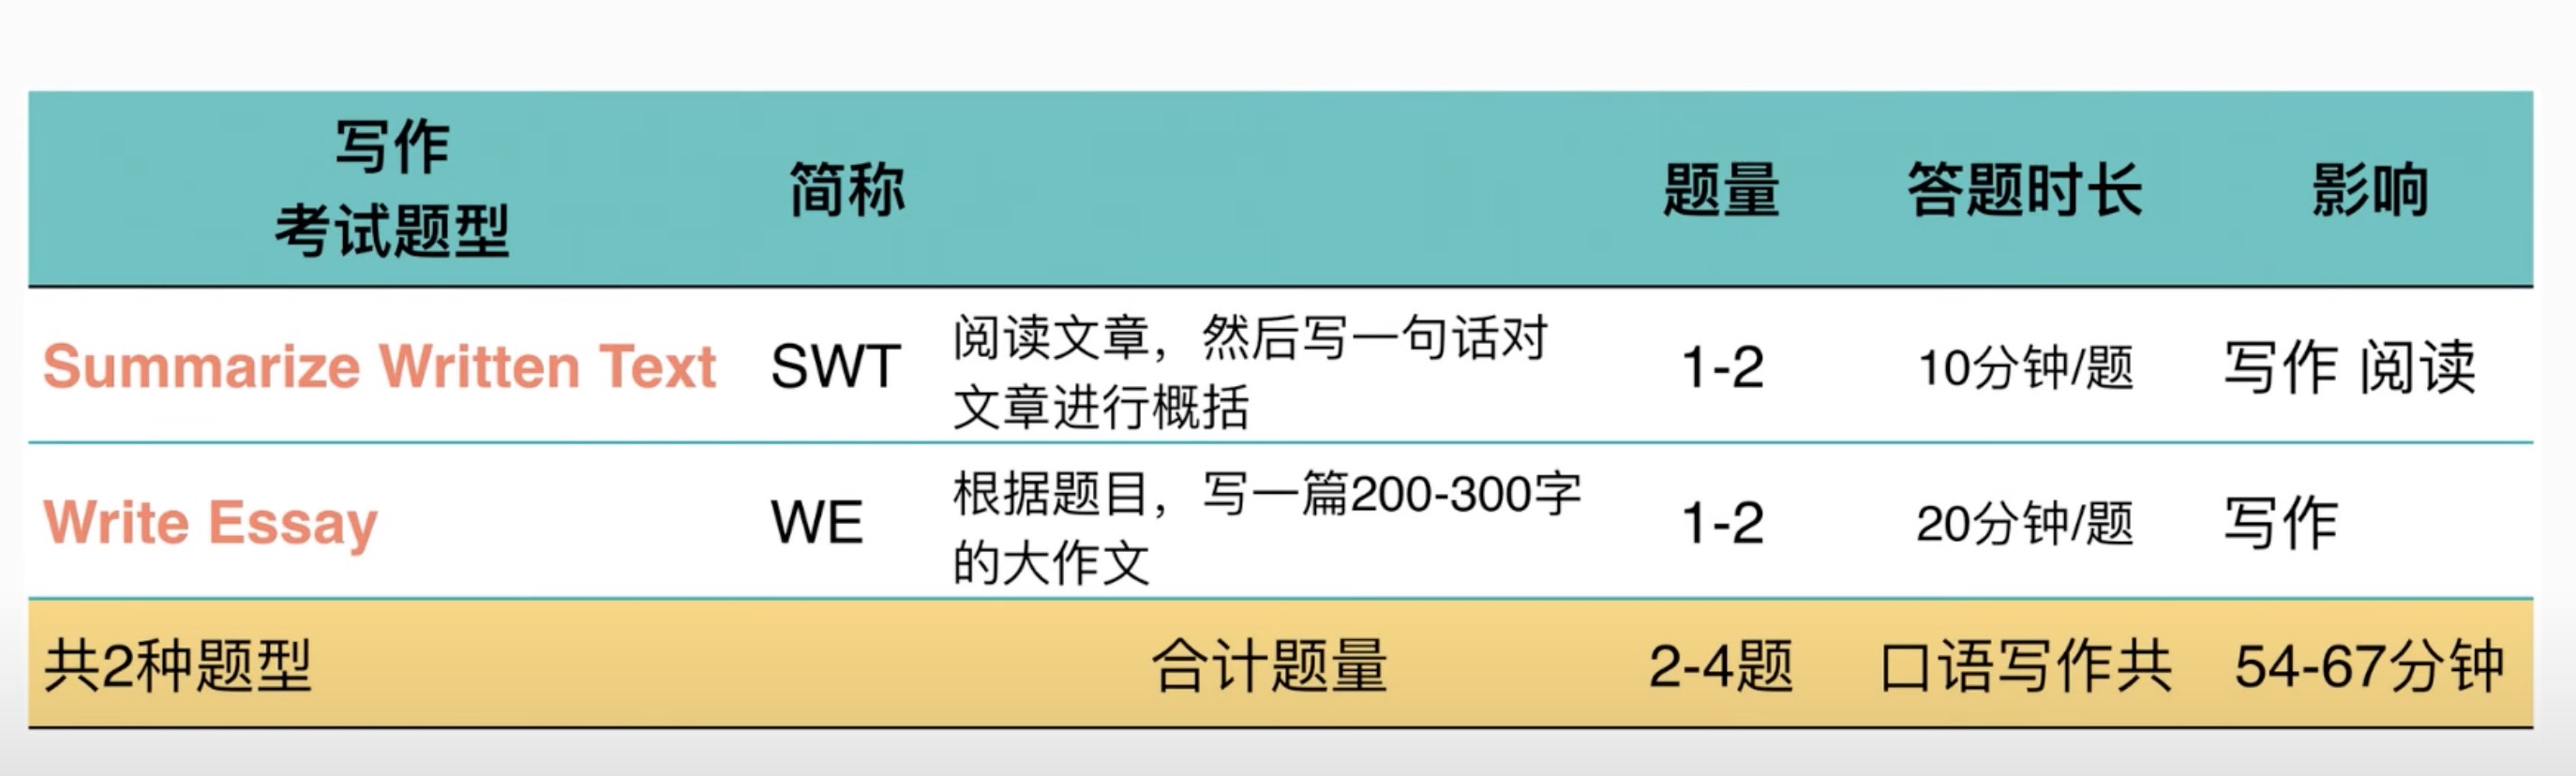 写作
考试题型
简称
题量
答题时长
影响
Summarize Written Text
SWT
阅读文章，然后写一句话对
文章进行概括
1-2
10分钟/题
写作 阅读
Write Essay
WE
根据题目，写一篇200-300字
的大作文
1-2
20分钟/题
写作
共2种题型
合计题量
2-4题
口语写作共
54-67分钟